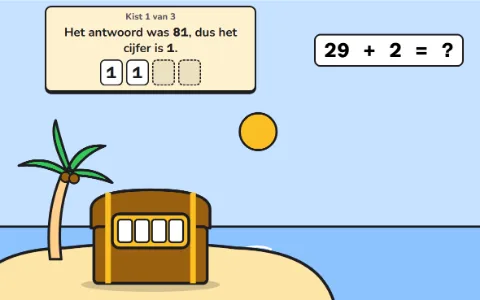 Kist 1 van 3
Het antwoord was 81, dus het
cijfer is 1.
1 1
29 + 2 = ?